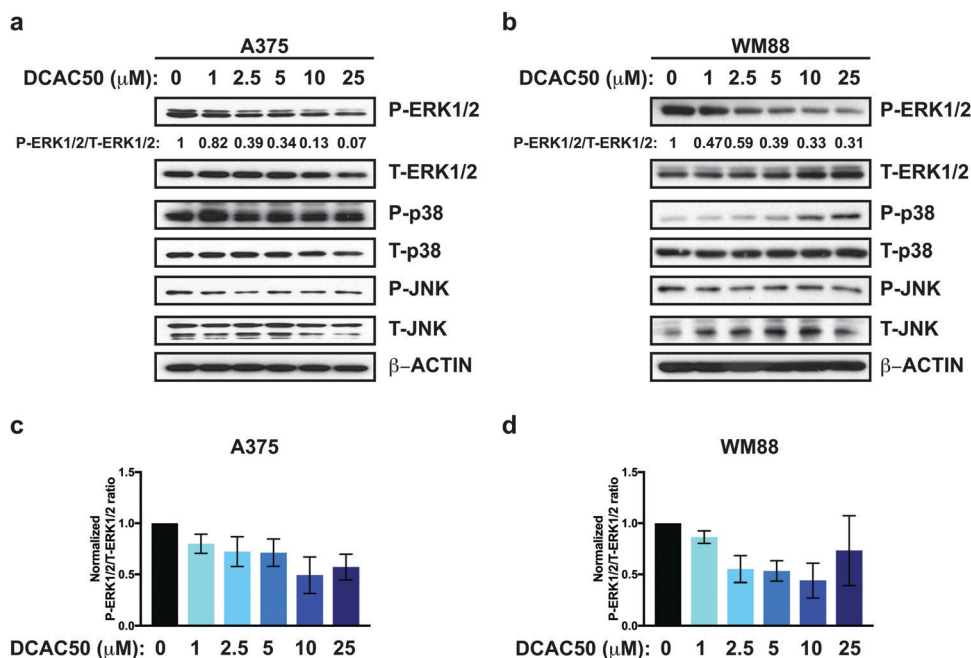 a
A375
DCAC50 (μM): 0 1 2.5 5 10 25
P-ERK1/2
P-ERK1/2/T-ERK1/2: 1 0.82 0.39 0.34 0.13 0.07
T-ERK1/2
P-p38
T-p38
P-JNK
T-JNK
β–ACTIN
b
WM88
DCAC50 (μM): 0 1 2.5 5 10 25
P-ERK1/2
P-ERK1/2/T-ERK1/2: 1 0.47 0.59 0.39 0.33 0.31
T-ERK1/2
P-p38
T-p38
P-JNK
T-JNK
β–ACTIN
c
A375
Normalized
P-ERK1/2/T-ERK1/2 ratio
1.5
1.0
0.5
0.0
DCAC50 (μM): 0 1 2.5 5 10 25
d
WM88
Normalized
P-ERK1/2/T-ERK1/2 ratio
1.5
1.0
0.5
0.0
DCAC50 (μM): 0 1 2.5 5 10 25